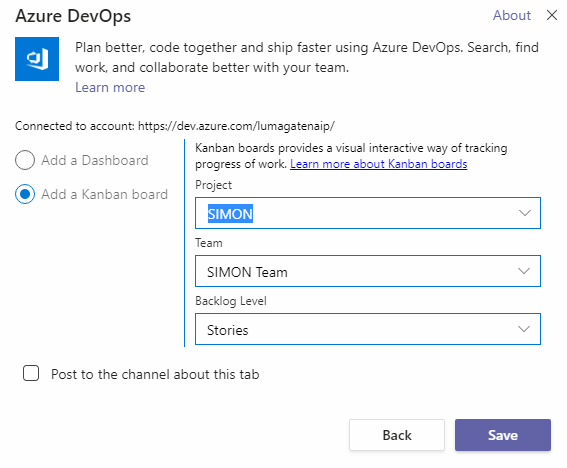 Azure DevOps
About
Plan better, code together and ship faster using Azure DevOps. Search, find
work, and collaborate better with your team.
Learn more
Connected to account: https://dev.azure.com/lumagatenaip/
Add a Dashboard
Add a Kanban board
Kanban boards provides a visual interactive way of tracking
progress of work. Learn more about Kanban boards
Project
SIMON
Team
SIMON Team
Backlog Level
Stories
Post to the channel about this tab
Back
Save